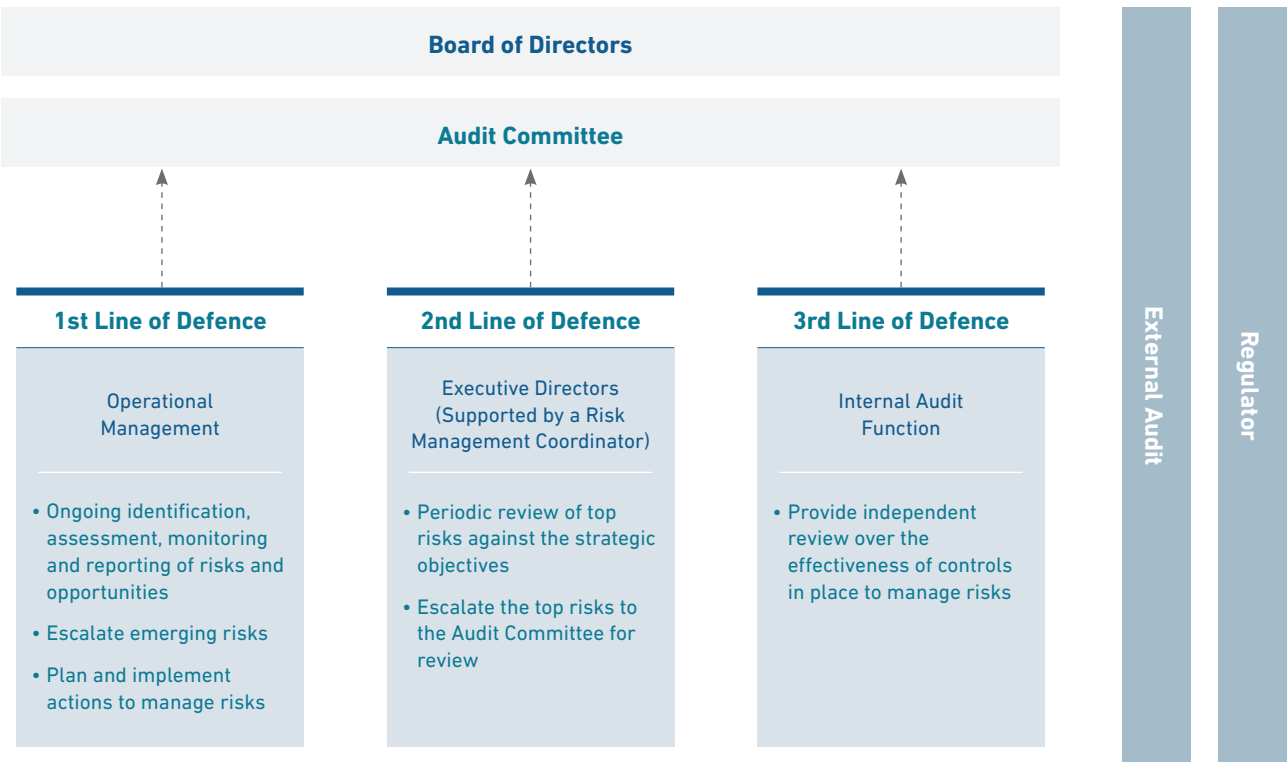 Board of Directors
Audit Committee
1st Line of Defence
Operational
Management
• Ongoing identification,
assessment, monitoring
and reporting of risks and
opportunities
• Escalate emerging risks
• Plan and implement
actions to manage risks
2nd Line of Defence
Executive Directors
(Supported by a Risk
Management Coordinator)
• Periodic review of top
risks against the strategic
objectives
• Escalate the top risks to
the Audit Committee for
review
3rd Line of Defence
Internal Audit
Function
• Provide independent
review over the
effectiveness of controls
in place to manage risks
External Audit
Regulator